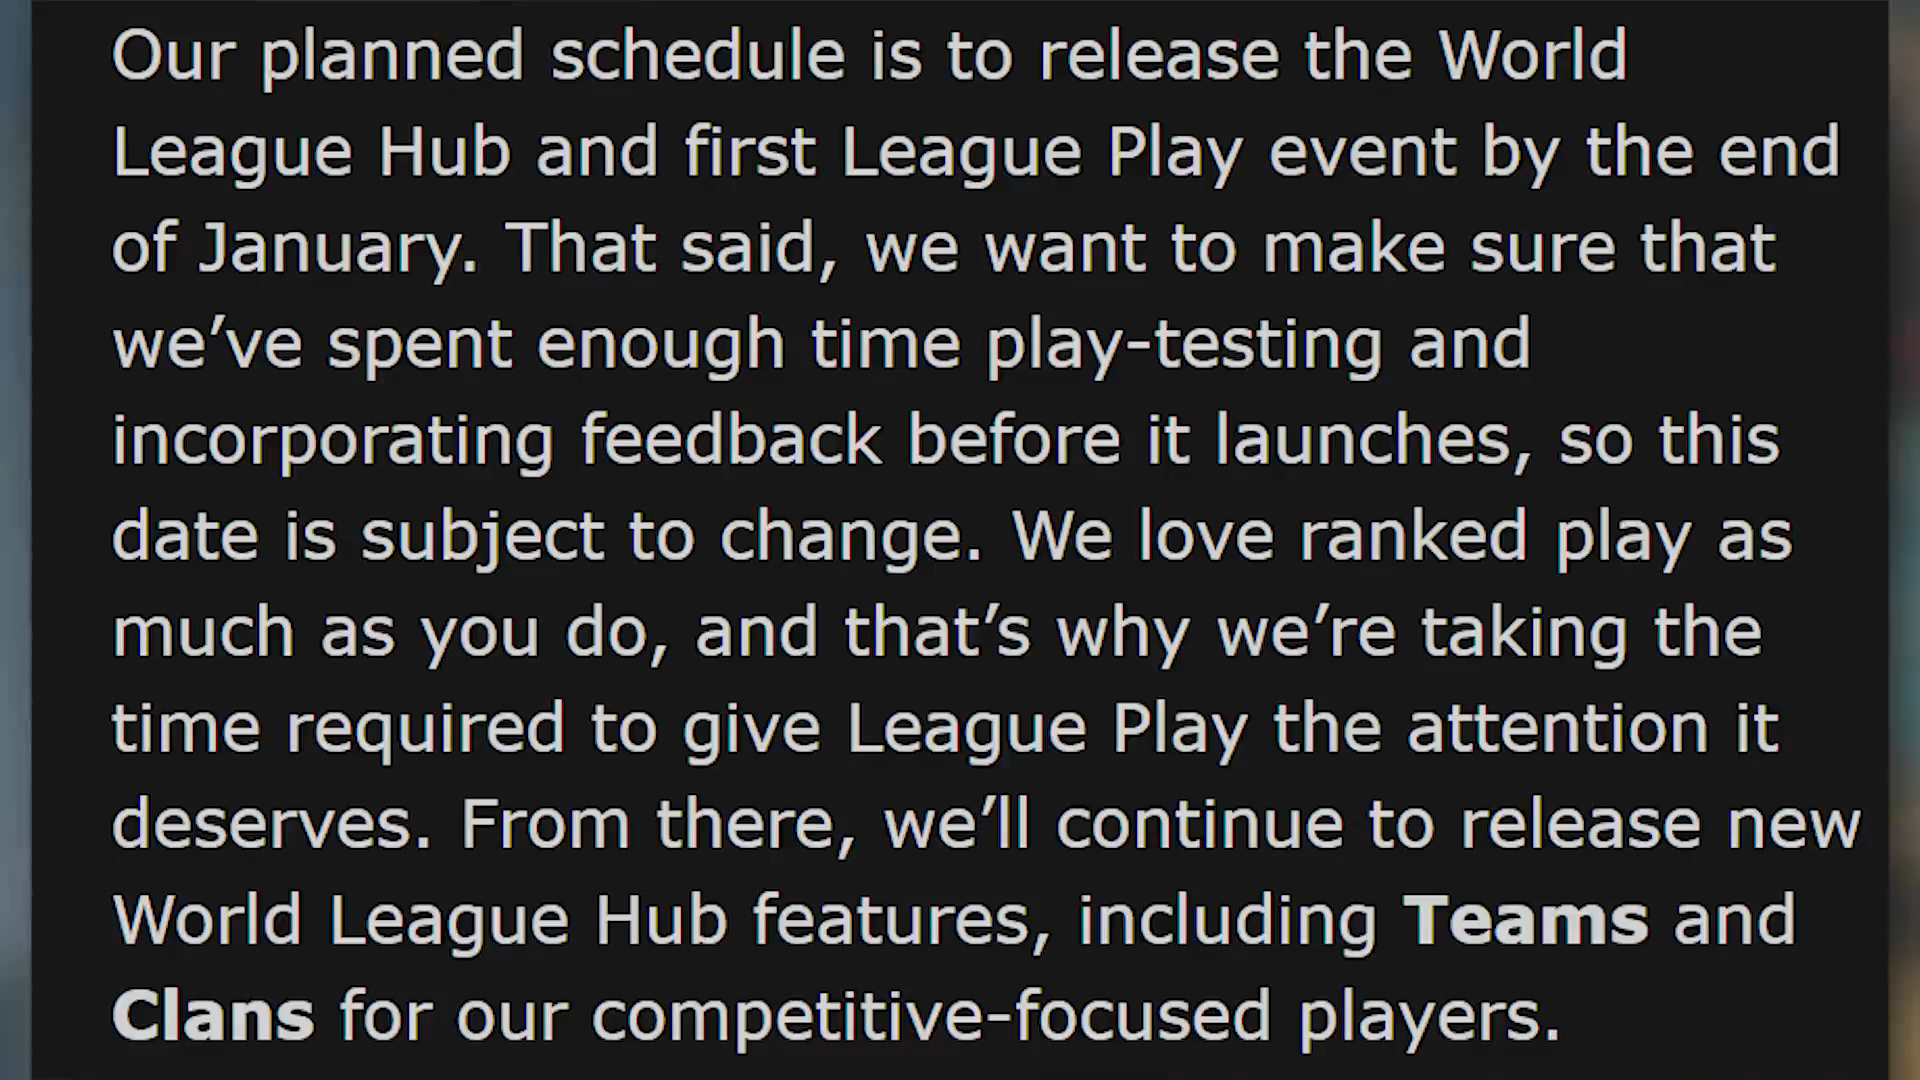 Our planned schedule is to release the World
League Hub and first League Play event by the end
of January. That said, we want to make sure that
we’ve spent enough time play-testing and
incorporating feedback before it launches, so this
date is subject to change. We love ranked play as
much as you do, and that’s why we’re taking the
time required to give League Play the attention it
deserves. From there, we’ll continue to release new
World League Hub features, including Teams and
Clans for our competitive-focused players.